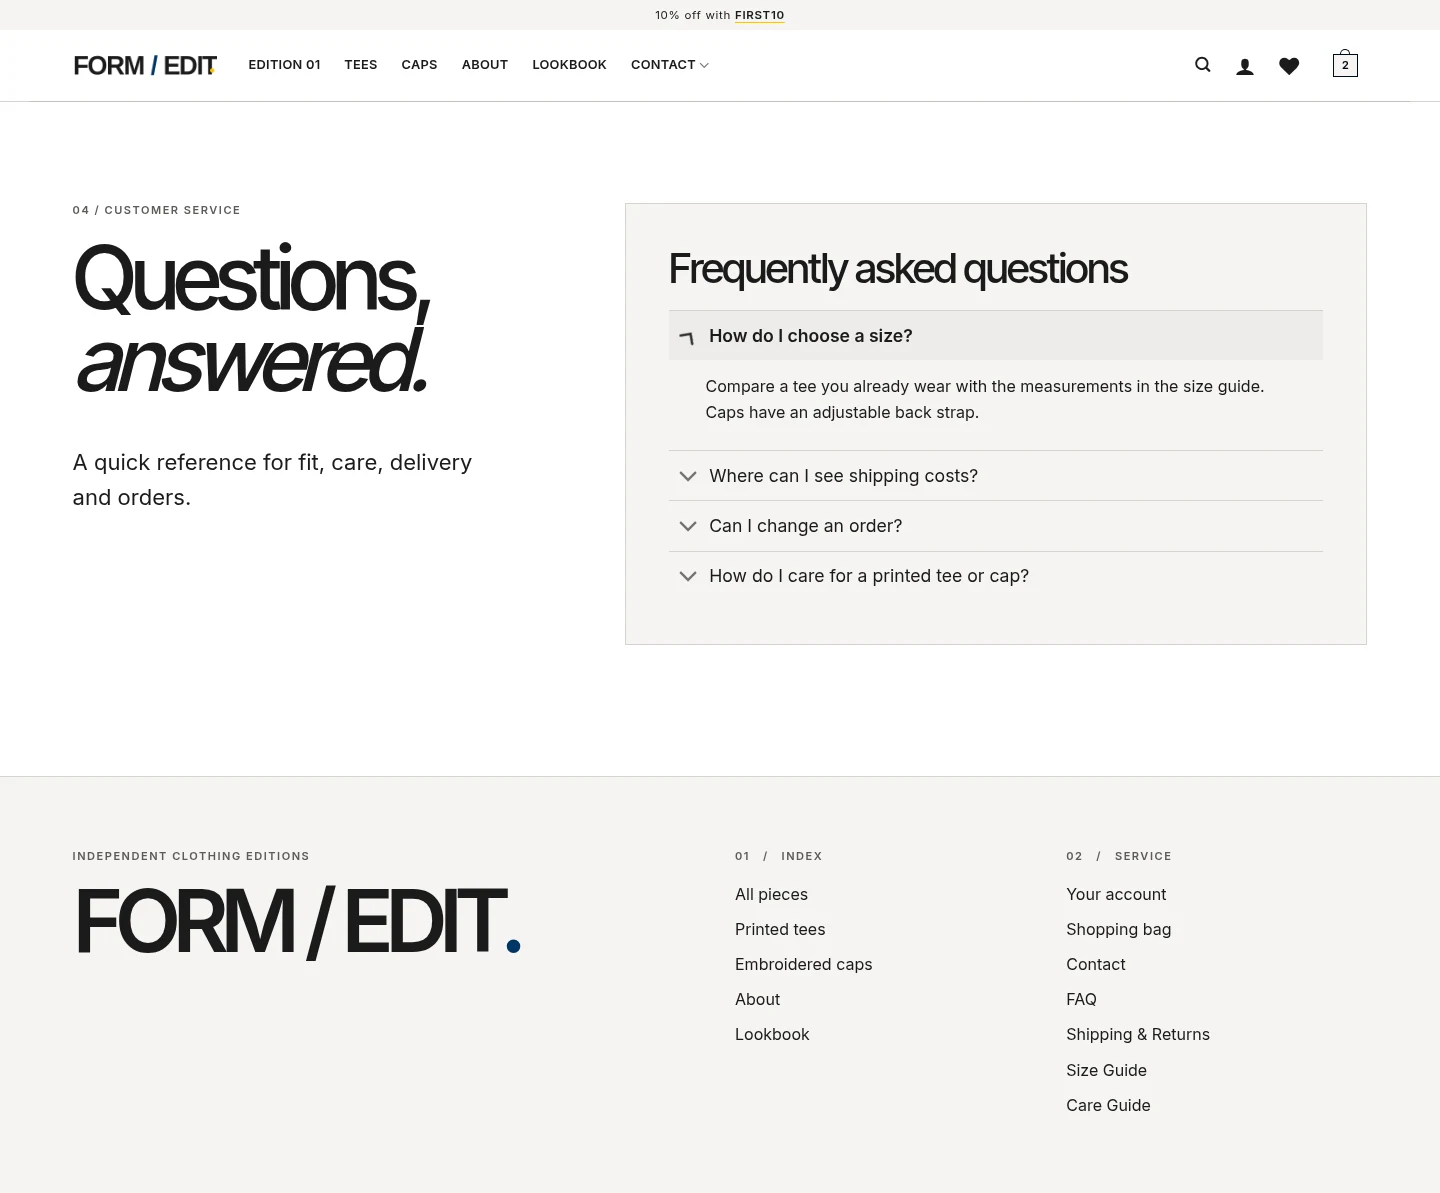 10% off with FIRST10
FORM / EDIT.
EDITION 01
TEES
CAPS
ABOUT
LOOKBOOK
CONTACT
2
04 / CUSTOMER SERVICE
Questions,
answered.
A quick reference for fit, care, delivery
and orders.
Frequently asked questions
How do I choose a size?
Compare a tee you already wear with the measurements in the size guide.
Caps have an adjustable back strap.
Where can I see shipping costs?
Can I change an order?
How do I care for a printed tee or cap?
INDEPENDENT CLOTHING EDITIONS
FORM / EDIT.
01 / INDEX
All pieces
Printed tees
Embroidered caps
About
Lookbook
02 / SERVICE
Your account
Shopping bag
Contact
FAQ
Shipping & Returns
Size Guide
Care Guide